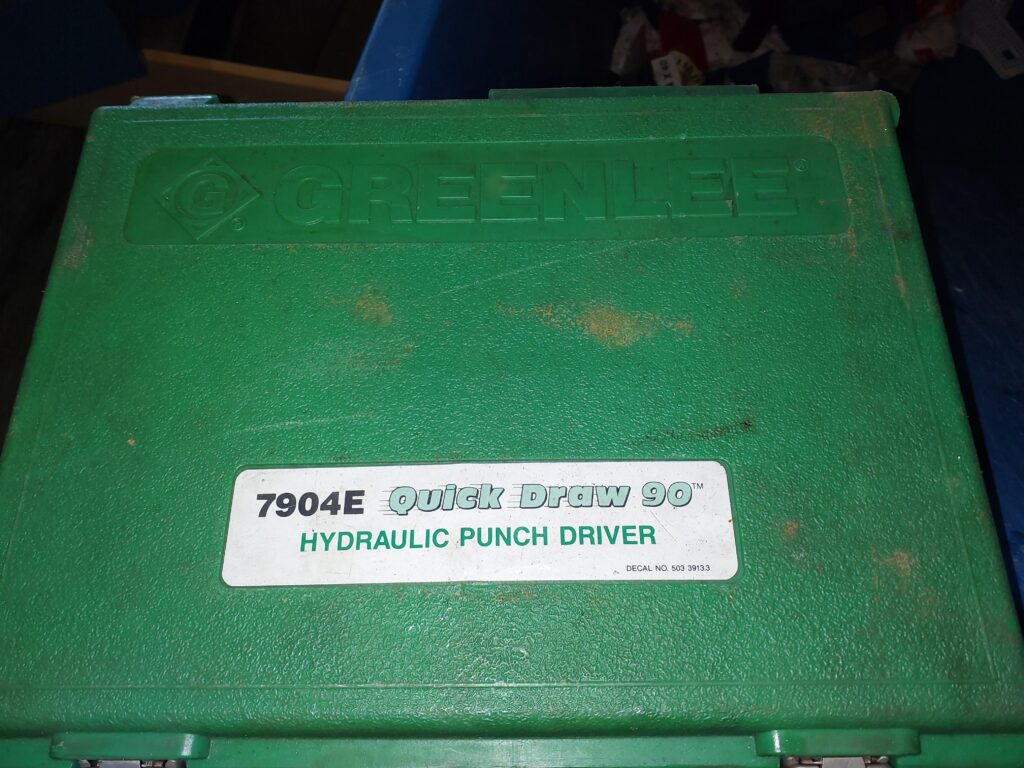 G® GREENLEE®
7904E Quick Draw 90™
HYDRAULIC PUNCH DRIVER
DECAL NO. 503 3913.3